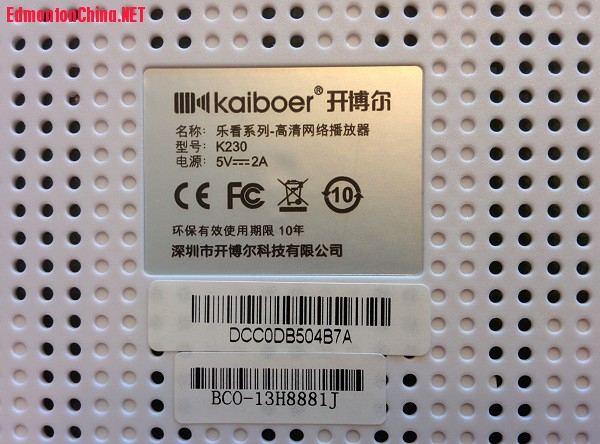 EdmontonChina.NET
kaiboer® 开博尔
名称：乐看系列-高清网络播放器
型号：K230
电源：5V⎓2A
CE FC 10
环保有效使用期限 10年
深圳市开博尔科技有限公司
DCC0DB504B7A
BCO-13H8881J